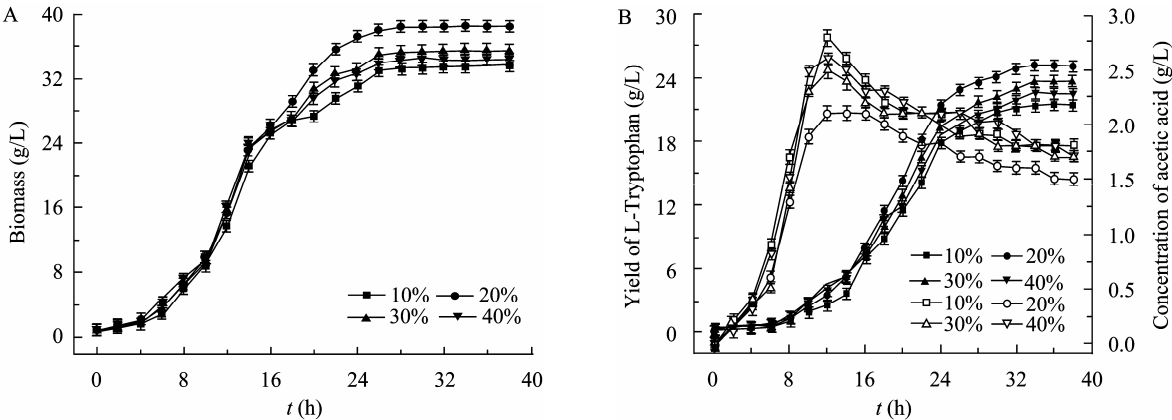 A
Biomass (g/L)
40
32
24
16
8
0
10% 20%
30% 40%
0 8 16 24 32 40
t (h)
B
Yield of L-Tryptophan (g/L)
30
24
18
12
6
0
Concentration of acetic acid (g/L)
3.0
2.5
2.0
1.5
1.0
0.5
0.0
10% 20%
30% 40%
10% 20%
30% 40%
0 8 16 24 32 40
t (h)